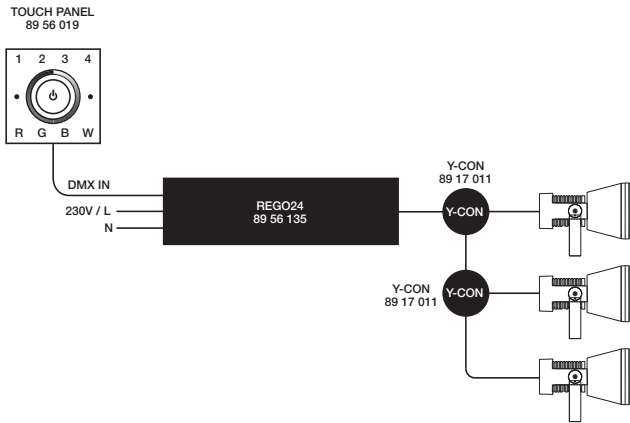 TOUCH PANEL
89 56 019
1 2 3 4
R G B W
DMX IN
230V / L
N
REGO24
89 56 135
Y-CON
89 17 011
Y-CON
Y-CON
89 17 011
Y-CON